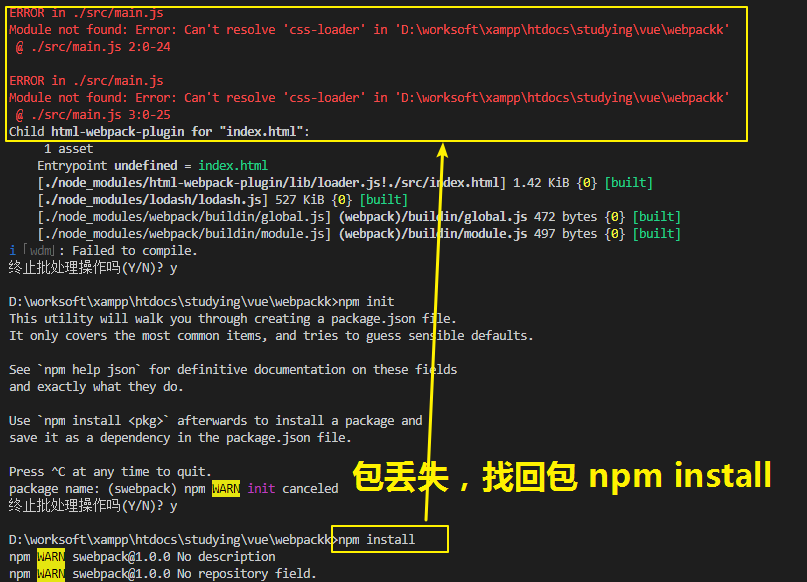 ERROR in ./src/main.js
Module not found: Error: Can't resolve 'css-loader' in 'D:\worksoft\xampp\htdocs\studying\vue\webpackk'
@ ./src/main.js 2:0-24
ERROR in ./src/main.js
Module not found: Error: Can't resolve 'css-loader' in 'D:\worksoft\xampp\htdocs\studying\vue\webpackk'
@ ./src/main.js 3:0-25
Child html-webpack-plugin for "index.html":
1 asset
Entrypoint undefined = index.html
[./node_modules/html-webpack-plugin/lib/loader.js!./src/index.html] 1.42 KiB {0} [built]
[./node_modules/lodash/lodash.js] 527 KiB {0} [built]
[./node_modules/webpack/buildin/global.js] (webpack)/buildin/global.js 472 bytes {0} [built]
[./node_modules/webpack/buildin/module.js] (webpack)/buildin/module.js 497 bytes {0} [built]
i ｢wdm｣: Failed to compile.
终止批处理操作吗(Y/N)? y
D:\worksoft\xampp\htdocs\studying\vue\webpackk>npm init
This utility will walk you through creating a package.json file.
It only covers the most common items, and tries to guess sensible defaults.
See `npm help json` for definitive documentation on these fields
and exactly what they do.
Use `npm install <pkg>` afterwards to install a package and
save it as a dependency in the package.json file.
Press ^C at any time to quit.
package name: (swebpack) npm WARN init canceled
包丢失，找回包 npm install
终止批处理操作吗(Y/N)? y
D:\worksoft\xampp\htdocs\studying\vue\webpackk>npm install
npm WARN swebpack@1.0.0 No description
npm WARN swebpack@1.0.0 No repository field.